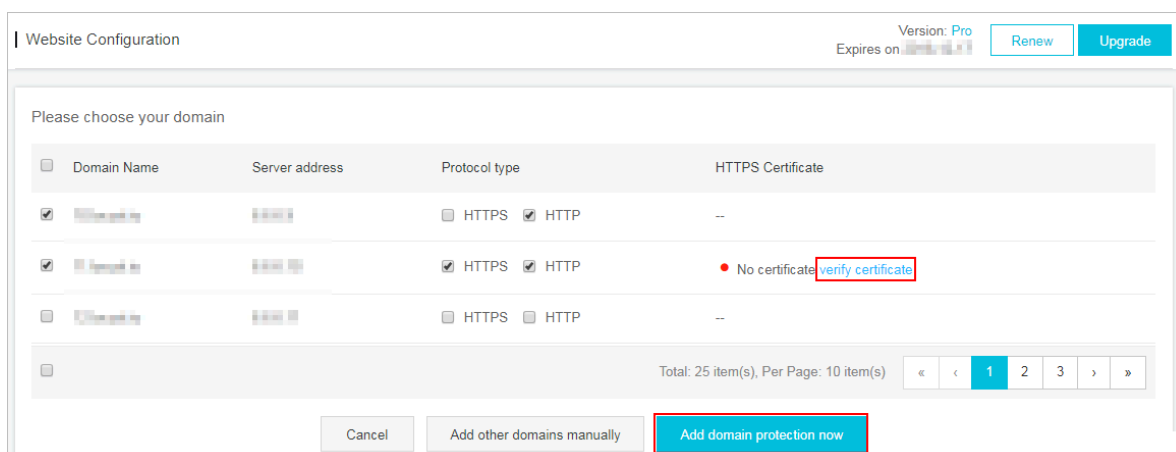 Website Configuration
Version: Pro
Expires on
Renew
Upgrade
Please choose your domain
Domain Name Server address Protocol type HTTPS Certificate
HTTPS HTTP --
HTTPS HTTP No certificate verify certificate
HTTPS HTTP --
Total: 25 item(s), Per Page: 10 item(s) « ‹ 1 2 3 › »
Cancel Add other domains manually Add domain protection now